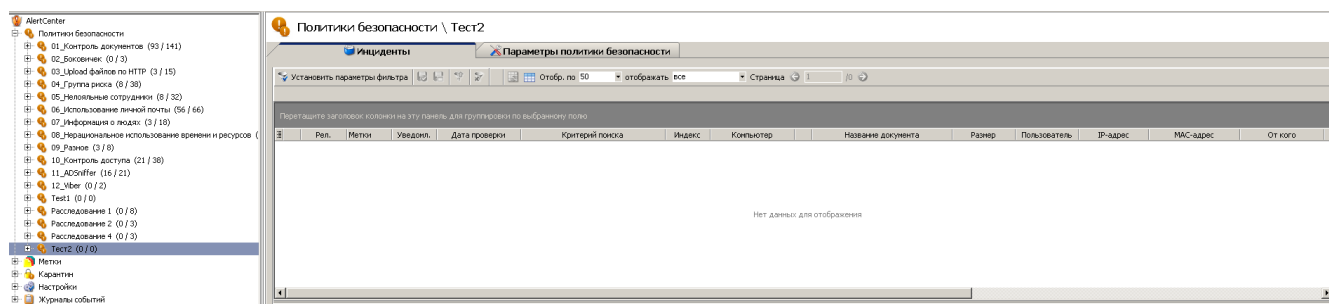 AlertCenter
Политики безопасности
01_Контроль документов (93 / 141)
02_Боковичек (0 / 3)
03_Upload файлов по HTTP (3 / 15)
04_Группа риска (8 / 38)
05_Нелояльные сотрудники (8 / 32)
06_Использование личной почты (56 / 66)
07_Информация о людях (3 / 18)
08_Нерациональное использование времени и ресурсов (
09_Разное (3 / 8)
10_Контроль доступа (21 / 38)
11_ADSniffer (16 / 21)
12_Viber (0 / 2)
Test1 (0 / 0)
Расследование 1 (0 / 8)
Расследование 2 (0 / 3)
Расследование 4 (0 / 3)
Тест2 (0 / 0)
Метки
Карантин
Настройки
Журналы событий
Политики безопасности \ Тест2
Инциденты Параметры политики безопасности
Установить параметры фильтра Отобр. по 50 отображать все Страница 1 /0
Перетащите заголовок колонки на эту панель для группировки по выбранному полю
Рел. Метки Уведомл. Дата проверки Критерий поиска Индекс Компьютер Название документа Размер Пользователь IP-адрес MAC-адрес От кого
Нет данных для отображения